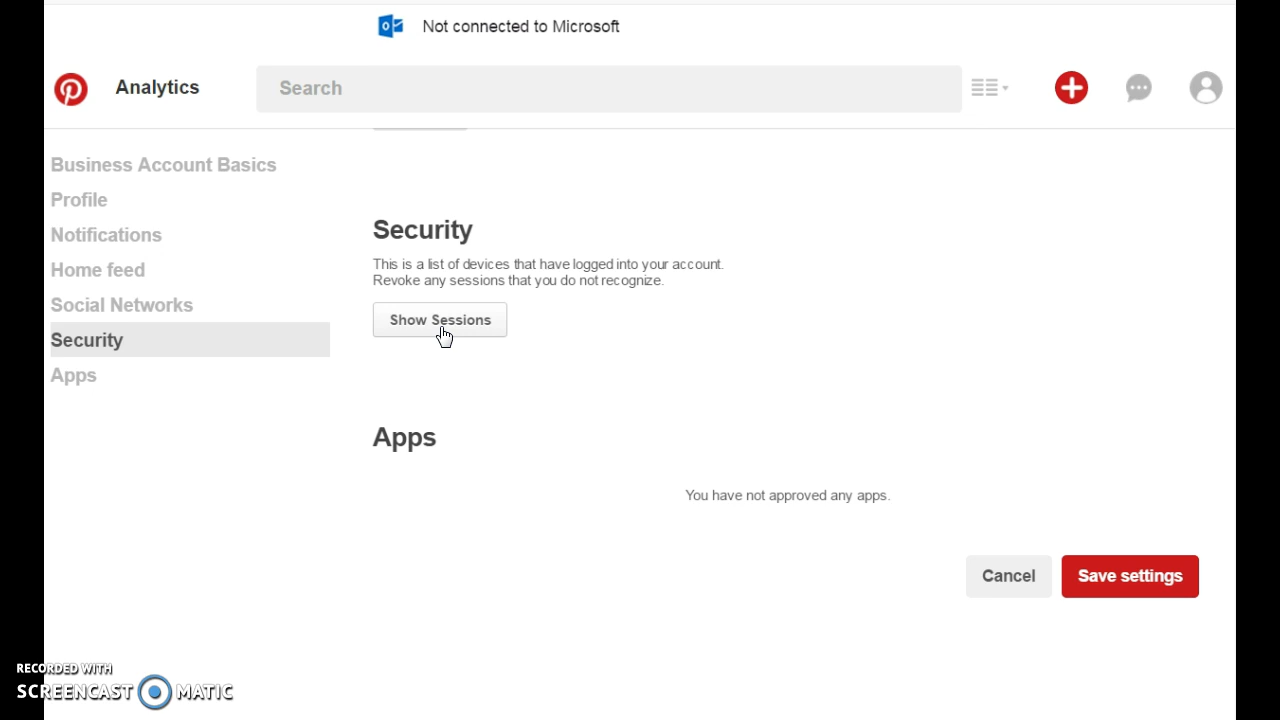 Not connected to Microsoft
Analytics
Search
Business Account Basics
Profile
Notifications
Home feed
Social Networks
Security
Apps
Security
This is a list of devices that have logged into your account.
Revoke any sessions that you do not recognize.
Show Sessions
Apps
You have not approved any apps.
Cancel
Save settings
RECORDED WITH
SCREENCAST MATIC